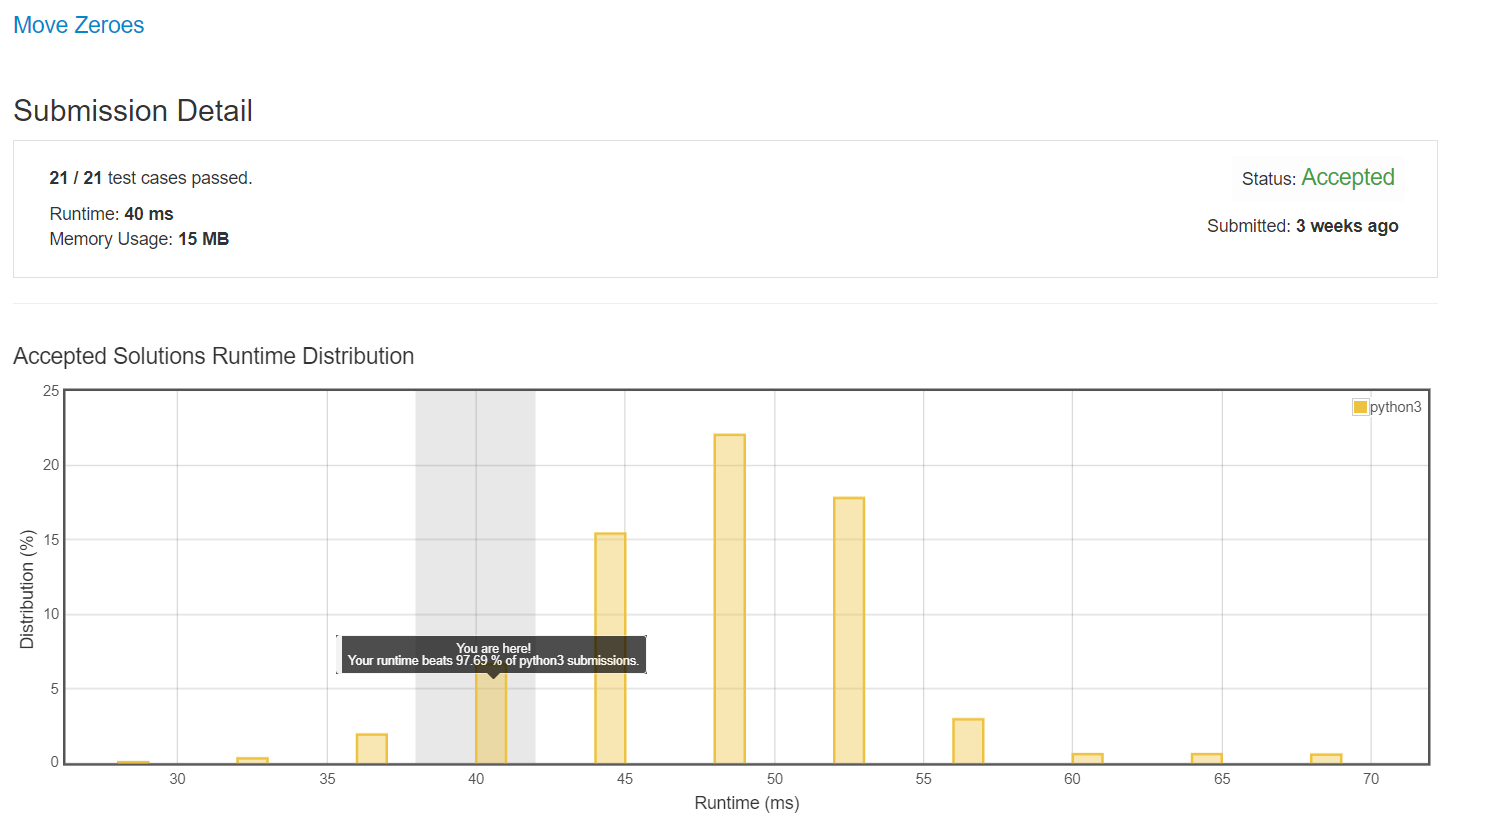 Move Zeroes
Submission Detail
21 / 21 test cases passed.
Status: Accepted
Runtime: 40 ms
Memory Usage: 15 MB
Submitted: 3 weeks ago
Accepted Solutions Runtime Distribution
25
20
15
10
5
0
Distribution (%)
python3
You are here!
Your runtime beats 97.69 % of python3 submissions.
30 35 40 45 50 55 60 65 70
Runtime (ms)